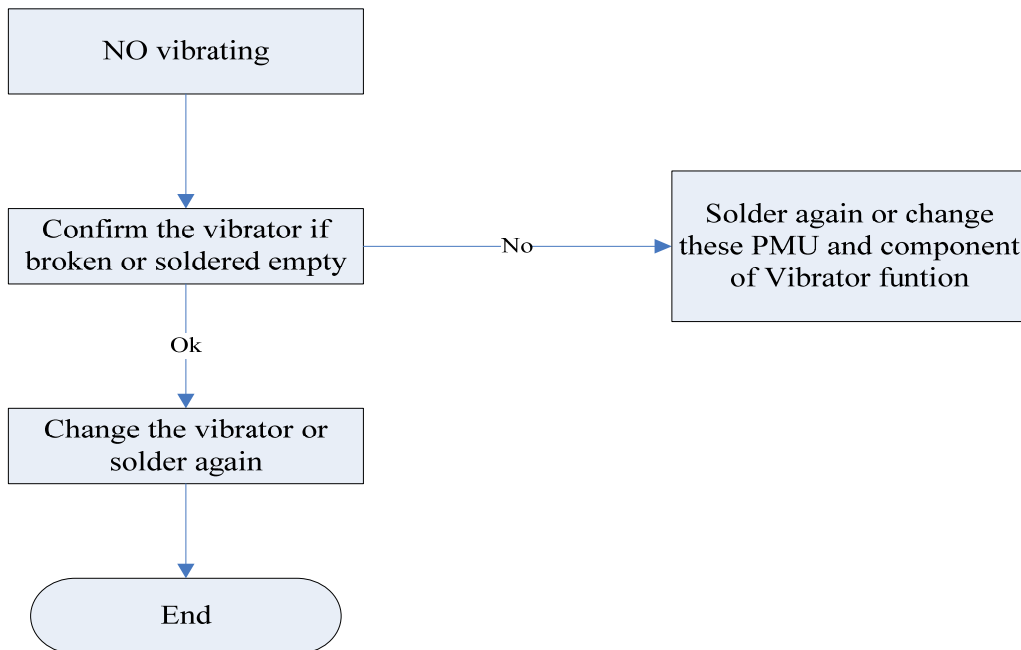 NO vibrating
Confirm the vibrator if
broken or soldered empty
No
Solder again or change
these PMU and component
of Vibrator funtion
Ok
Change the vibrator or
solder again
End